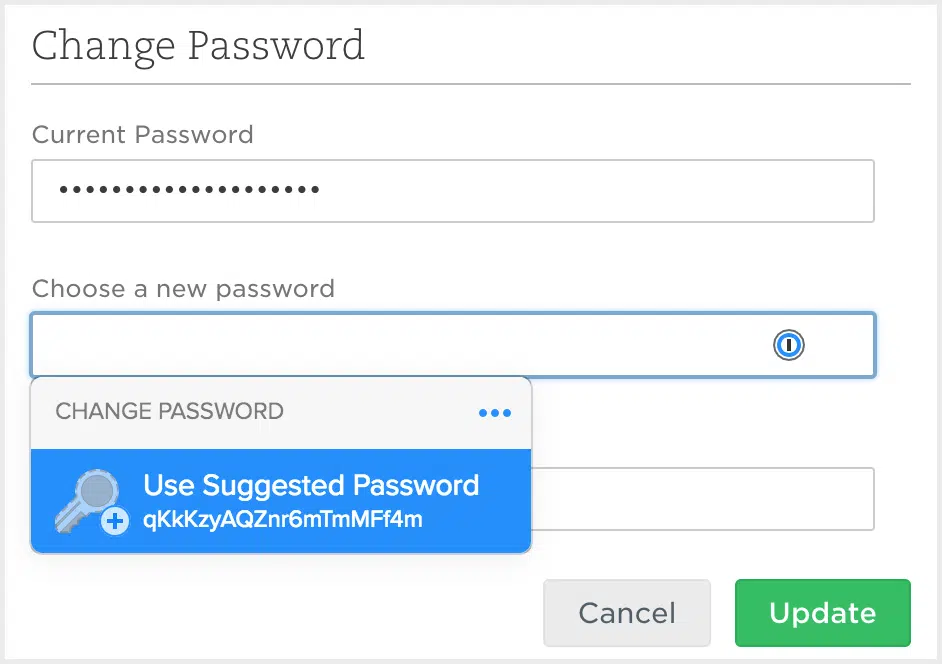 Change Password
Current Password
••••••••••••••••••••
Choose a new password
CHANGE PASSWORD
Use Suggested Password
qKkKzyAQZnr6mTmMFf4m
Cancel
Update